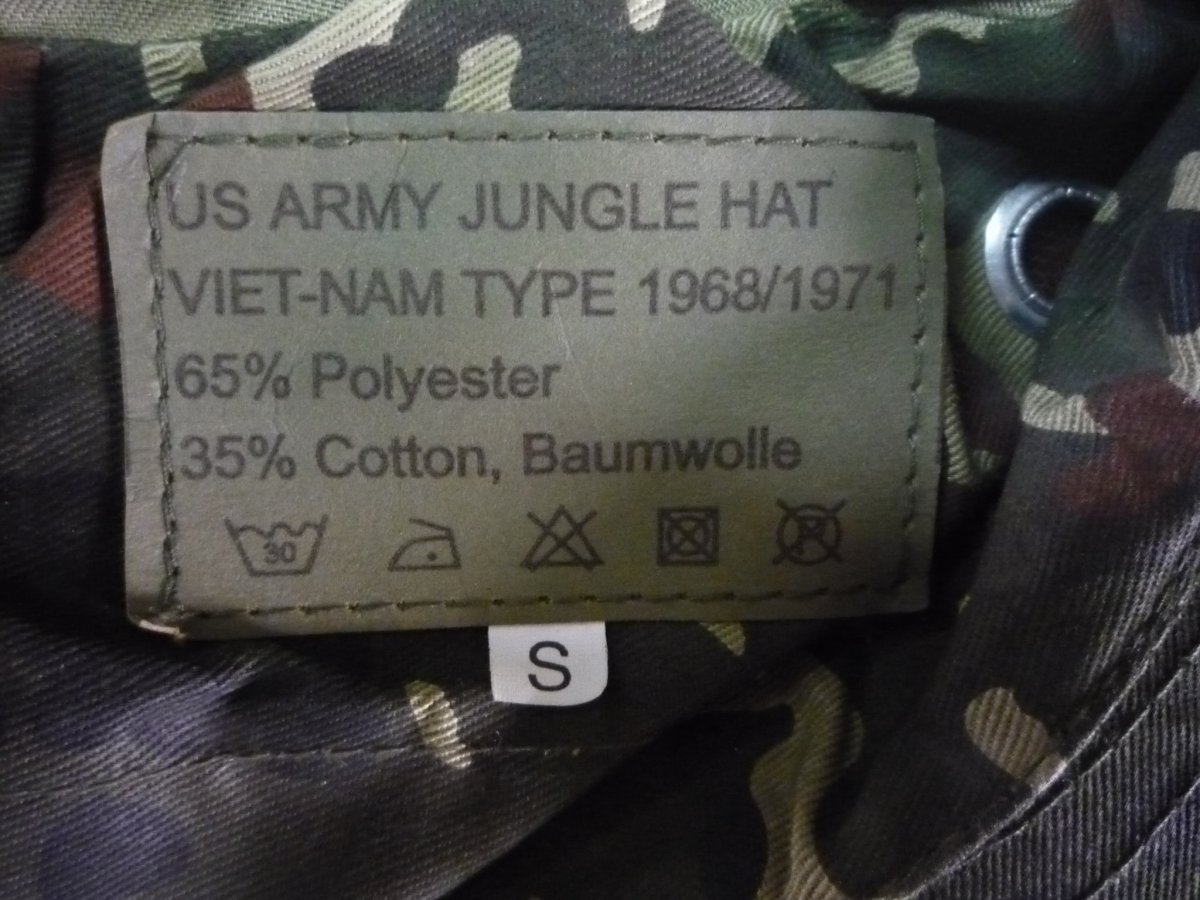 US ARMY JUNGLE HAT
VIET-NAM TYPE 1968/1971
65% Polyester
35% Cotton, Baumwolle
30
P
S